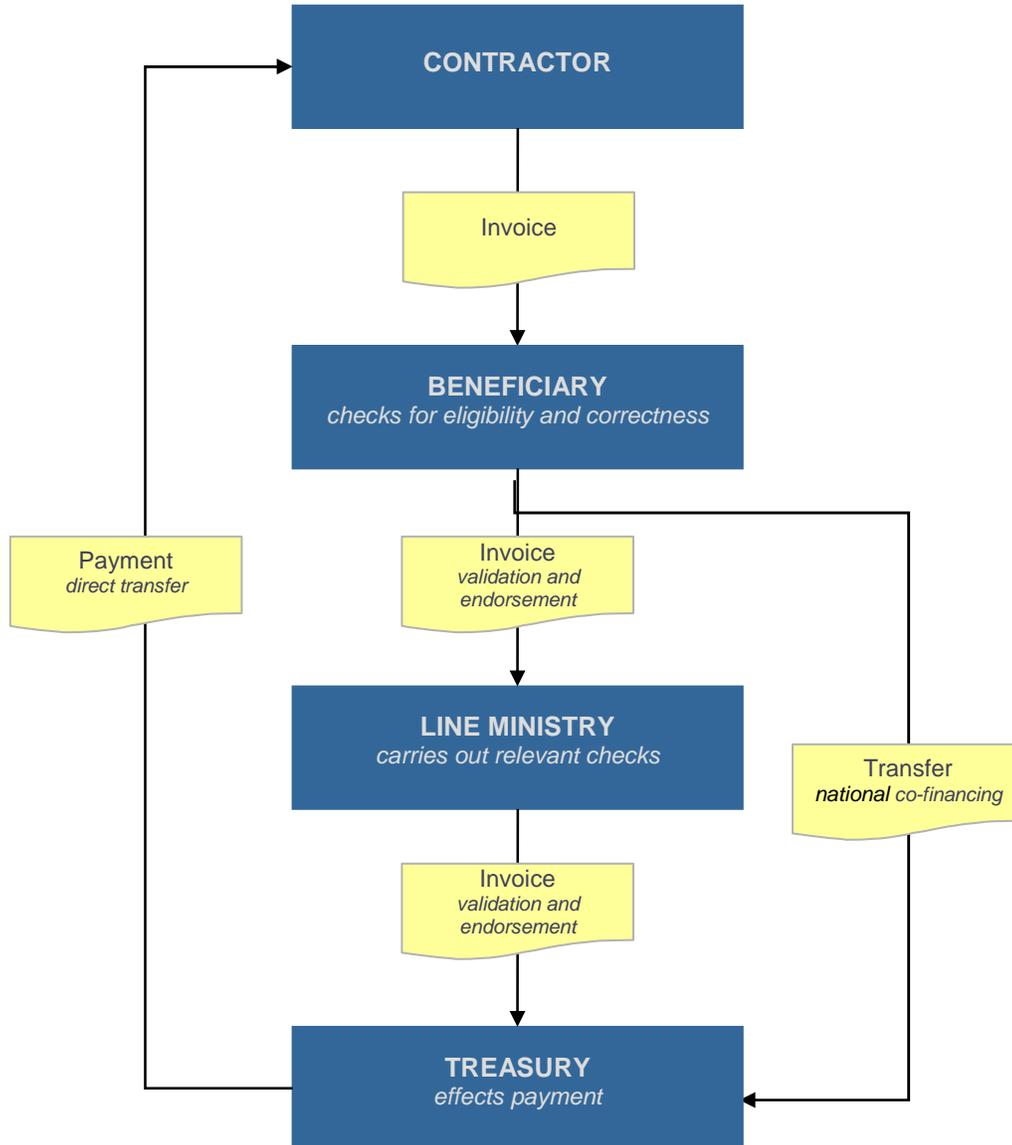 CONTRACTOR
Invoice
BENEFICIARY
checks for eligibility and correctness
Payment
direct transfer
Invoice
validation and
endorsement
LINE MINISTRY
carries out relevant checks
Transfer
national co-financing
Invoice
validation and
endorsement
TREASURY
effects payment